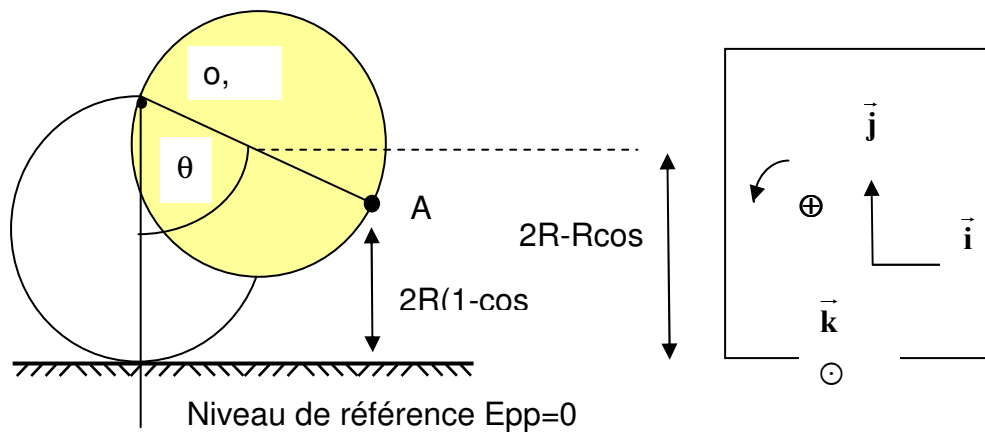 o,
θ
A
2R-Rcos
2R(1-cos
Niveau de référence Epp=0
j
⊕
i
k